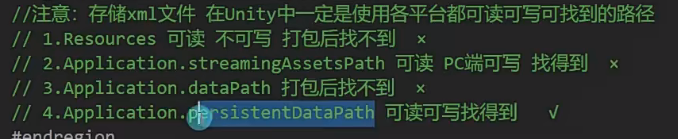 //注意：存储xml文件 在Unity中一定是使用各平台都可读可写可找到的路径
// 1.Resources 可读 不可写 打包后找不到 ×
// 2.Application.streamingAssetsPath 可读 PC端可写 找得到 ×
// 3.Application.dataPath 打包后找不到 ×
// 4.Application.persistentDataPath 可读可写找得到 √
#endregion